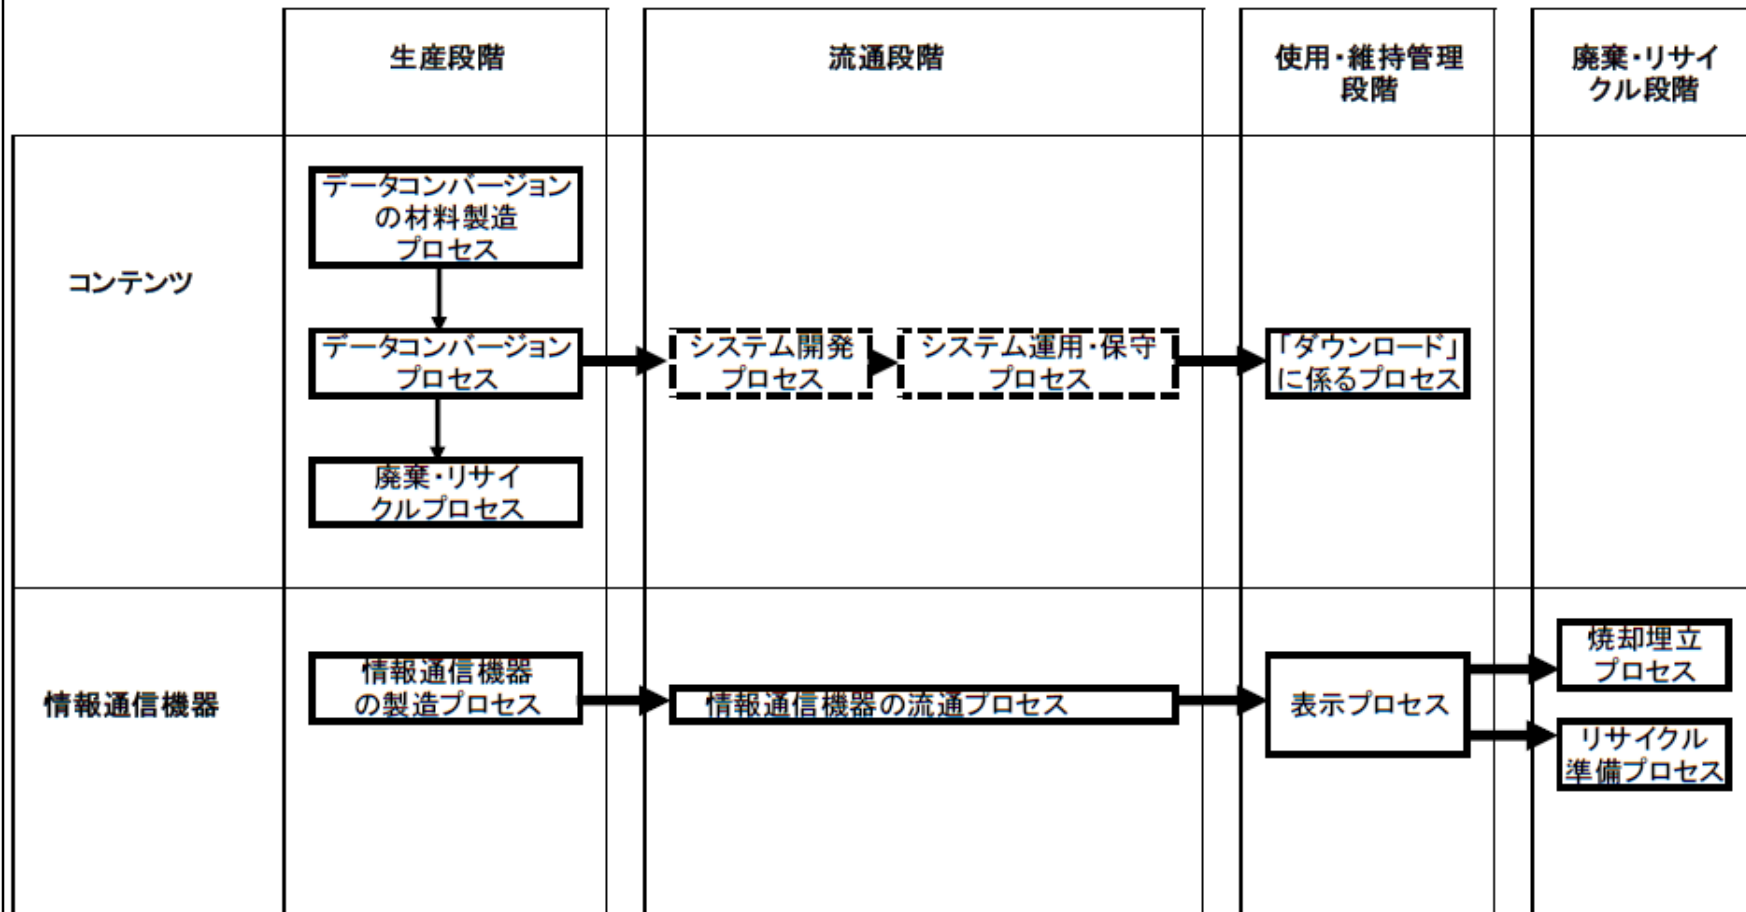 生産段階
流通段階
使用・維持管理
段階
廃棄・リサイ
クル段階
コンテンツ
データコンバージョン
の材料製造
プロセス
データコンバージョン
プロセス
廃棄・リサイ
クルプロセス
システム開発
プロセス
システム運用・保守
プロセス
「ダウンロード」
に係るプロセス
情報通信機器
情報通信機器
の製造プロセス
情報通信機器の流通プロセス
表示プロセス
焼却埋立
プロセス
リサイクル
準備プロセス